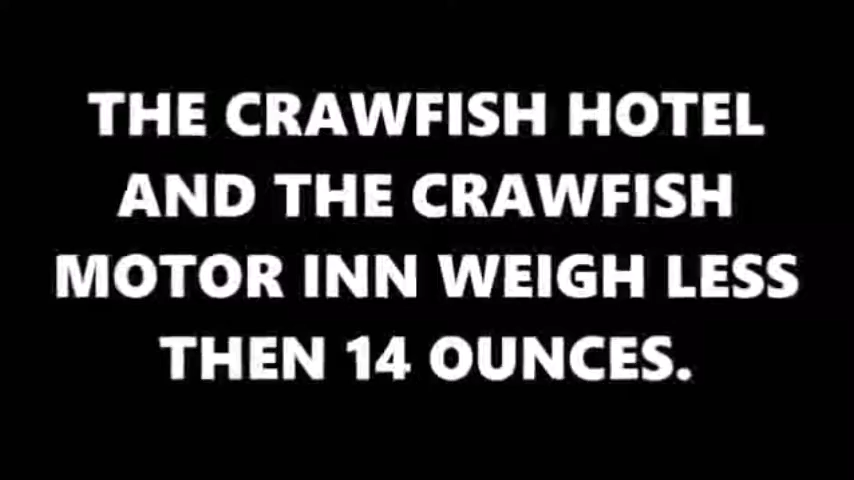 THE CRAWFISH HOTEL
AND THE CRAWFISH
MOTOR INN WEIGH LESS
THEN 14 OUNCES.